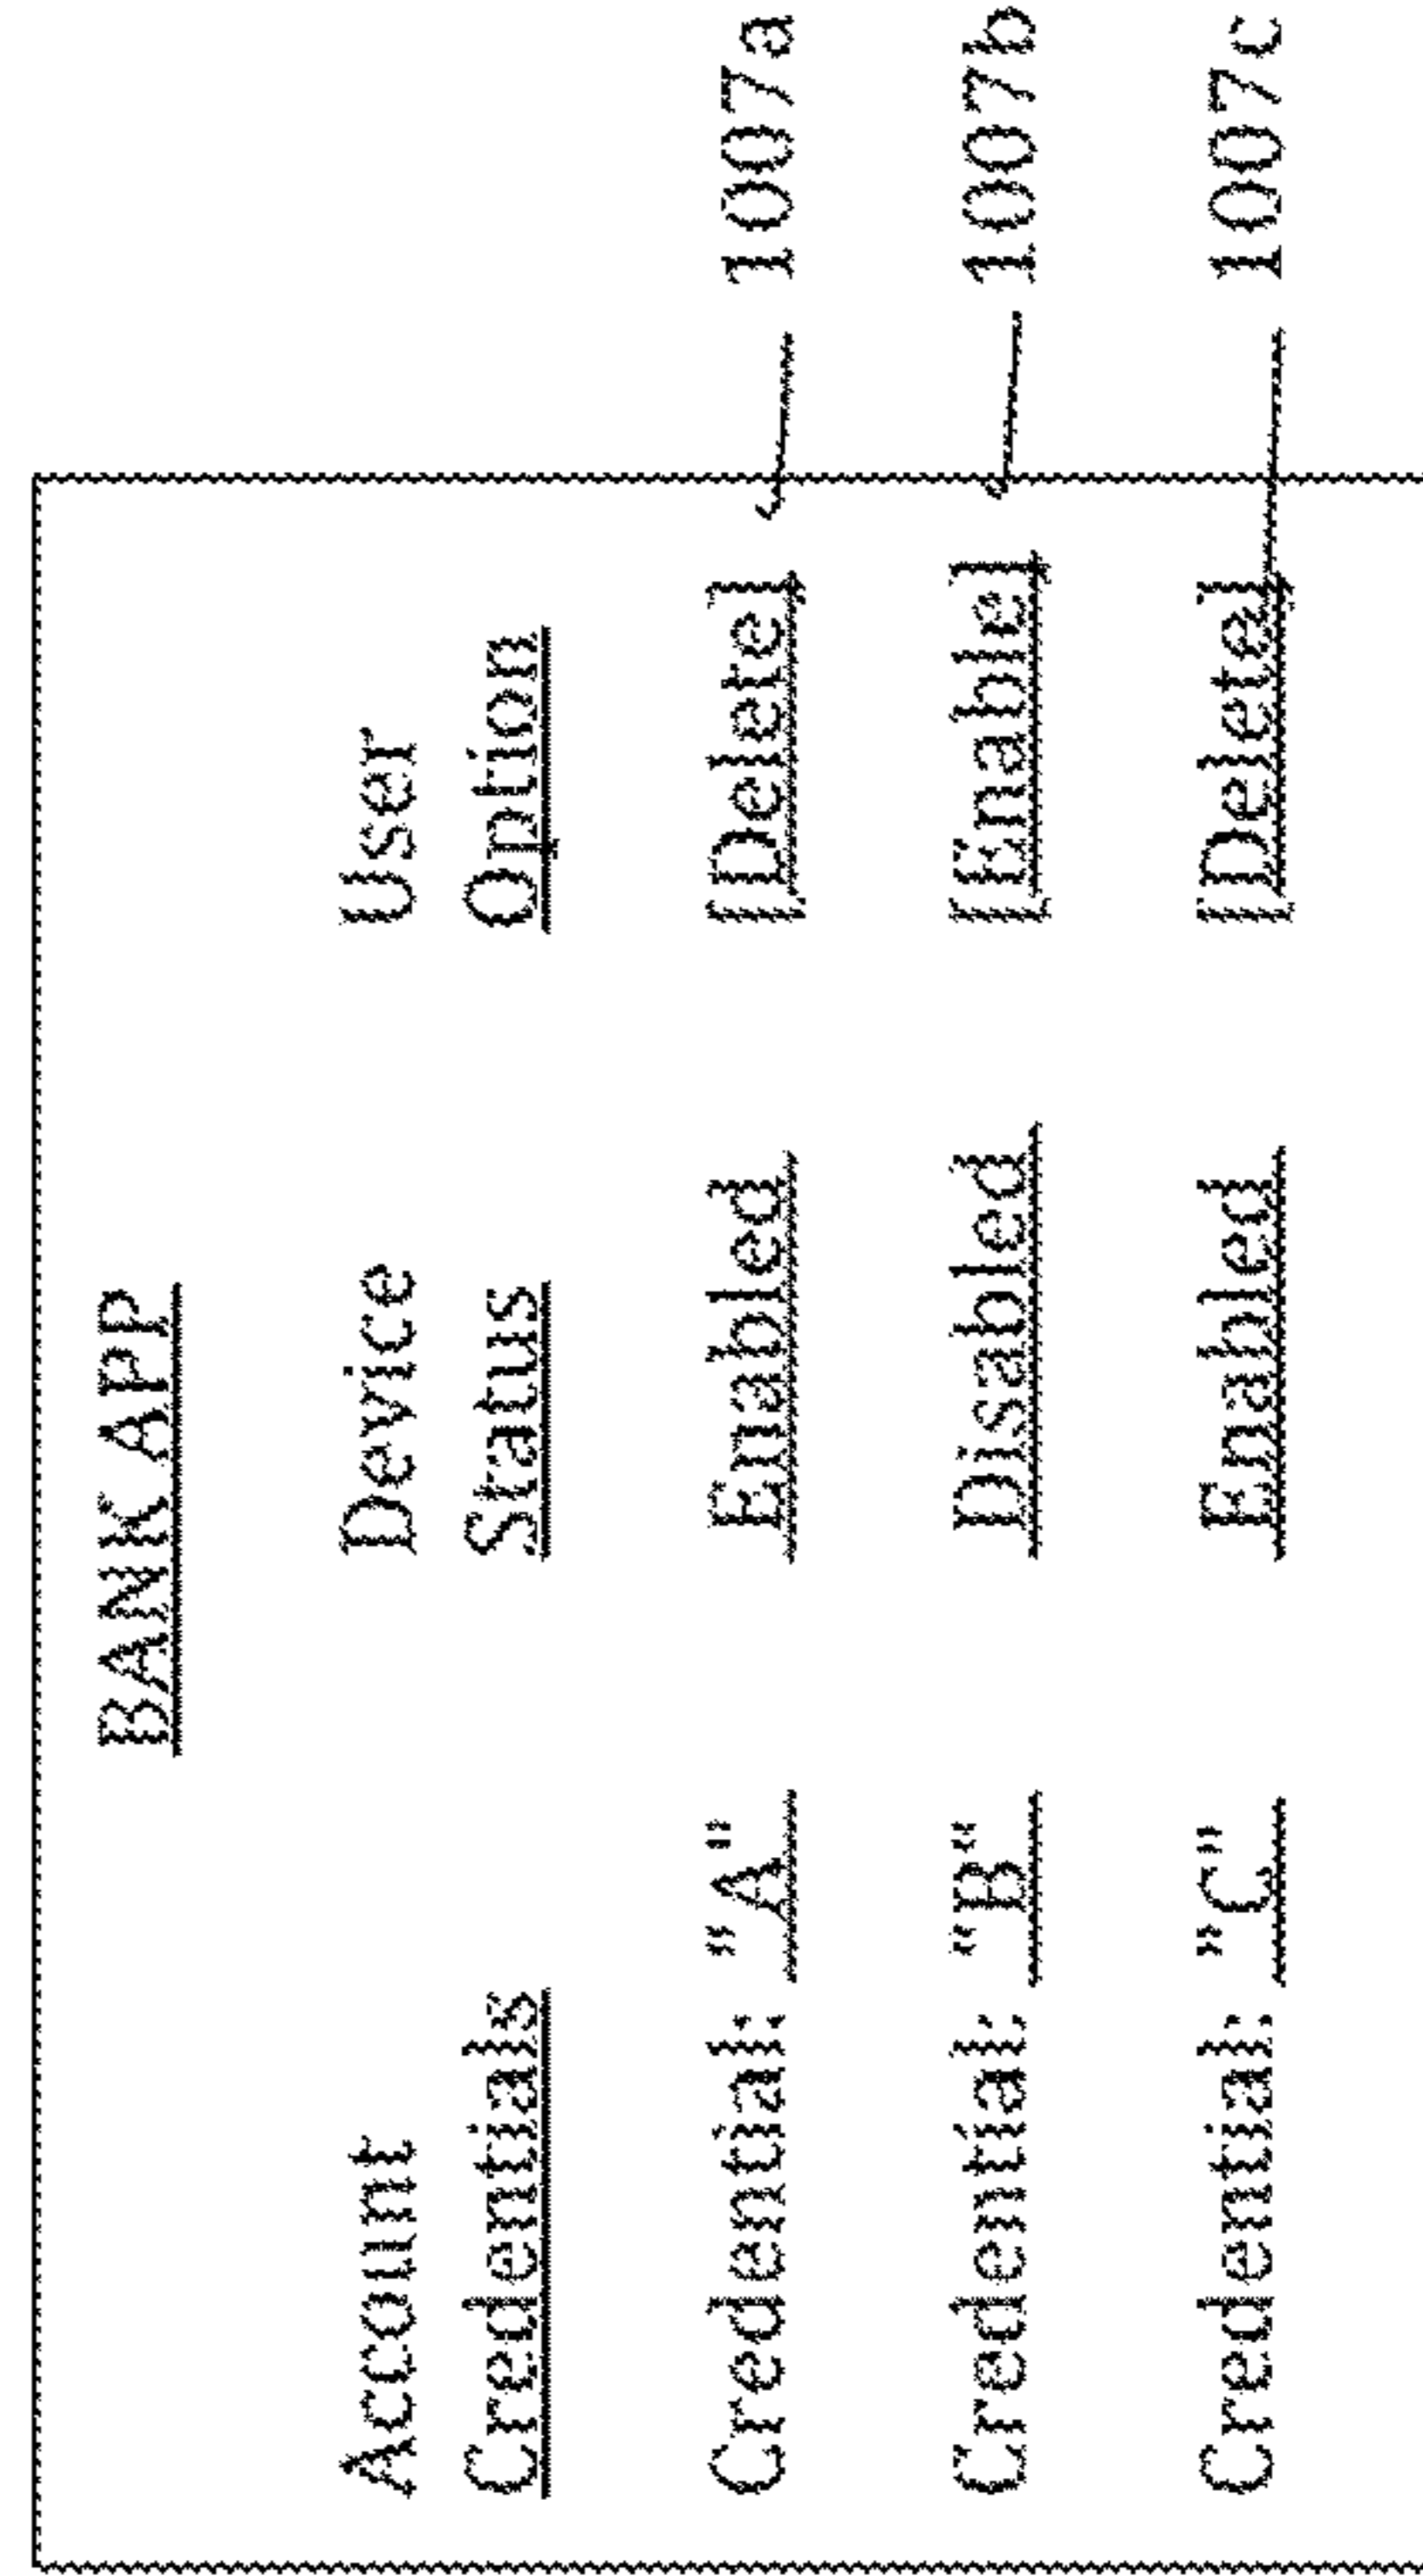 BANK APP
Account Device User
Credentials Status Option
Credential: "A" Enabled [Delete] 1007a
Credential: "B" Disabled [Enable] 1007b
Credential: "C" Enabled [Delete] 1007c